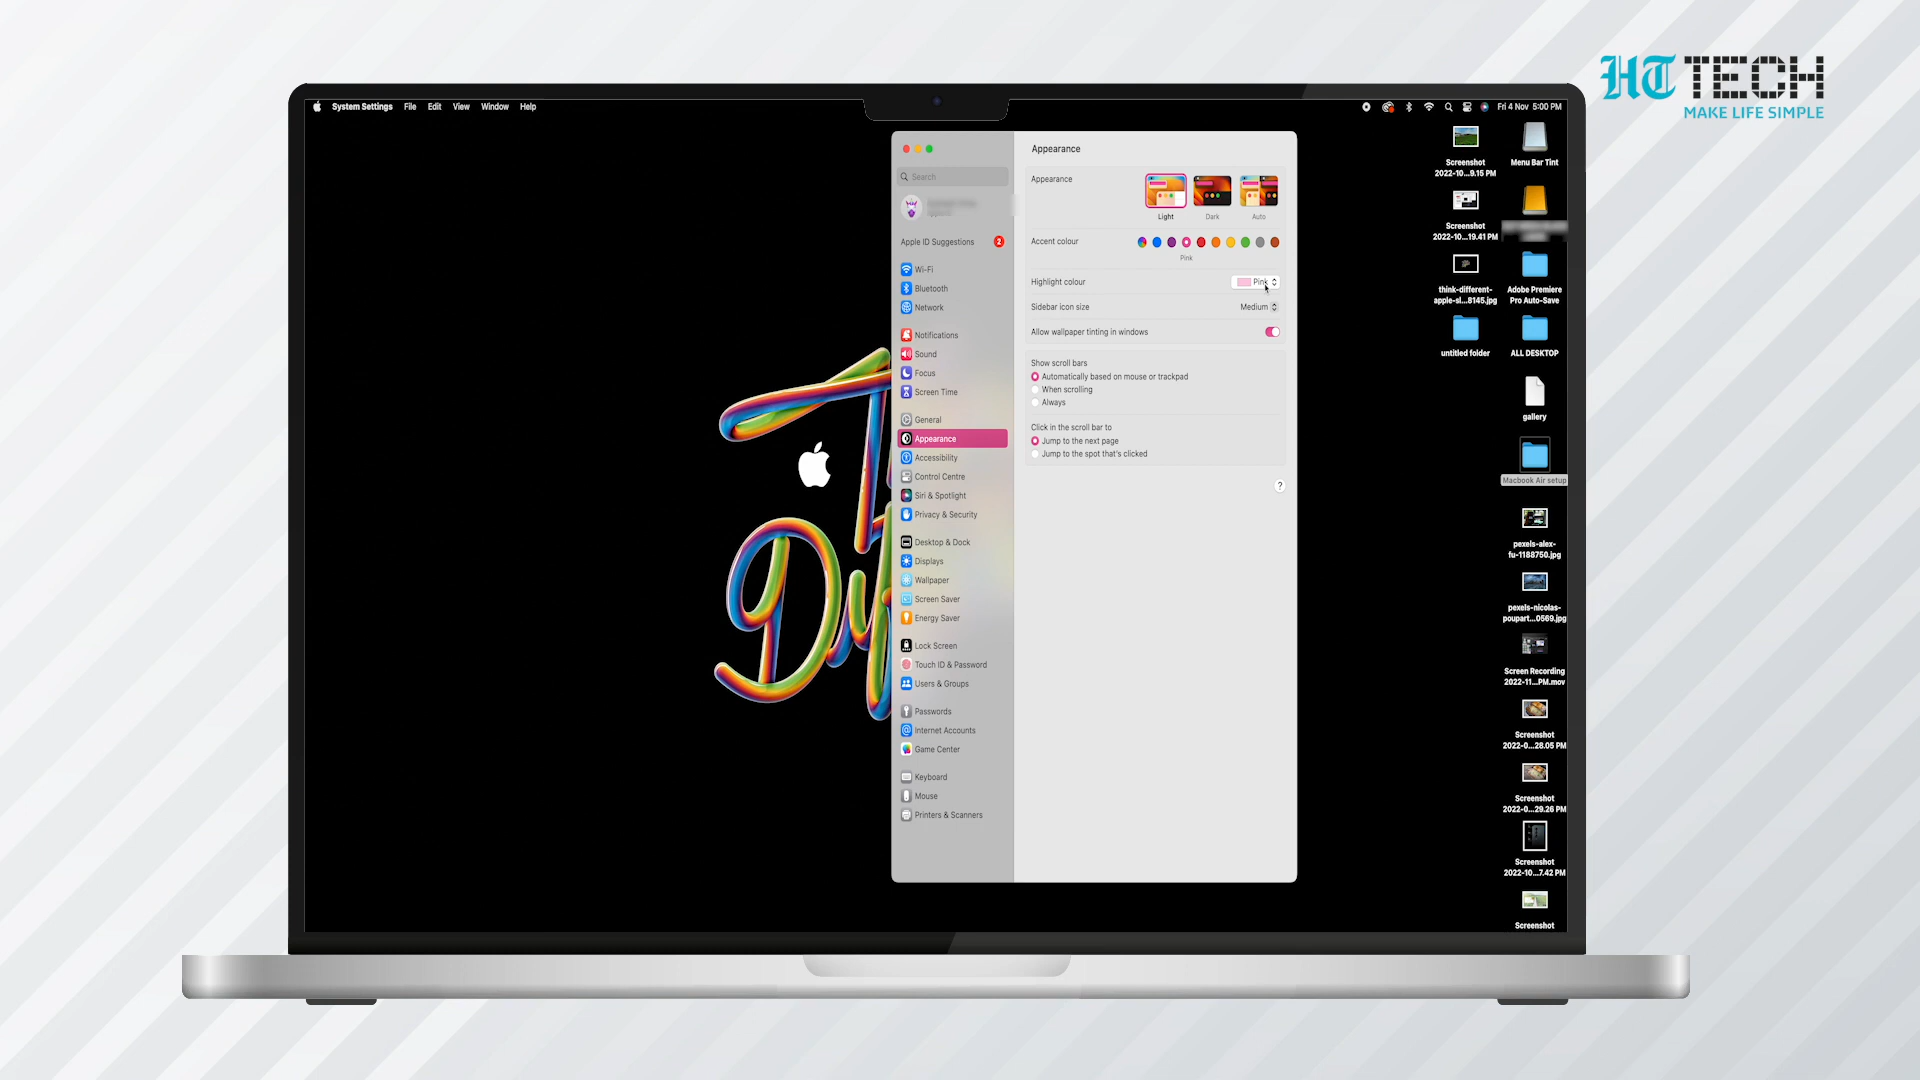 HT TECH
MAKE LIFE SIMPLE
System Settings File Edit View Window Help
Fri 4 Nov 5:00 PM
Search
Apple ID Suggestions 2
Wi-Fi
Bluetooth
Network
Notifications
Sound
Focus
Screen Time
General
Appearance
Accessibility
Control Centre
Siri & Spotlight
Privacy & Security
Desktop & Dock
Displays
Wallpaper
Screen Saver
Energy Saver
Lock Screen
Touch ID & Password
Users & Groups
Passwords
Internet Accounts
Game Center
Keyboard
Mouse
Printers & Scanners
Appearance
Appearance
Light Dark Auto
Accent colour
Pink
Highlight colour Pink
Sidebar icon size Medium
Allow wallpaper tinting in windows
Show scroll bars
Automatically based on mouse or trackpad
When scrolling
Always
Click in the scroll bar to
Jump to the next page
Jump to the spot that's clicked
?
Screenshot
2022-10...9.15 PM
Screenshot
2022-10...19.41 PM
think-different-
apple-sl...8145.jpg
untitled folder
Menu Bar Tint
Adobe Premiere
Pro Auto-Save
ALL DESKTOP
gallery
Macbook Air setup
pexels-alex-
fu-1188750.jpg
pexels-nicolas-
poupart...0569.jpg
Screen Recording
2022-11...PM.mov
Screenshot
2022-0...28.05 PM
Screenshot
2022-0...29.26 PM
Screenshot
2022-10...7.42 PM
Screenshot